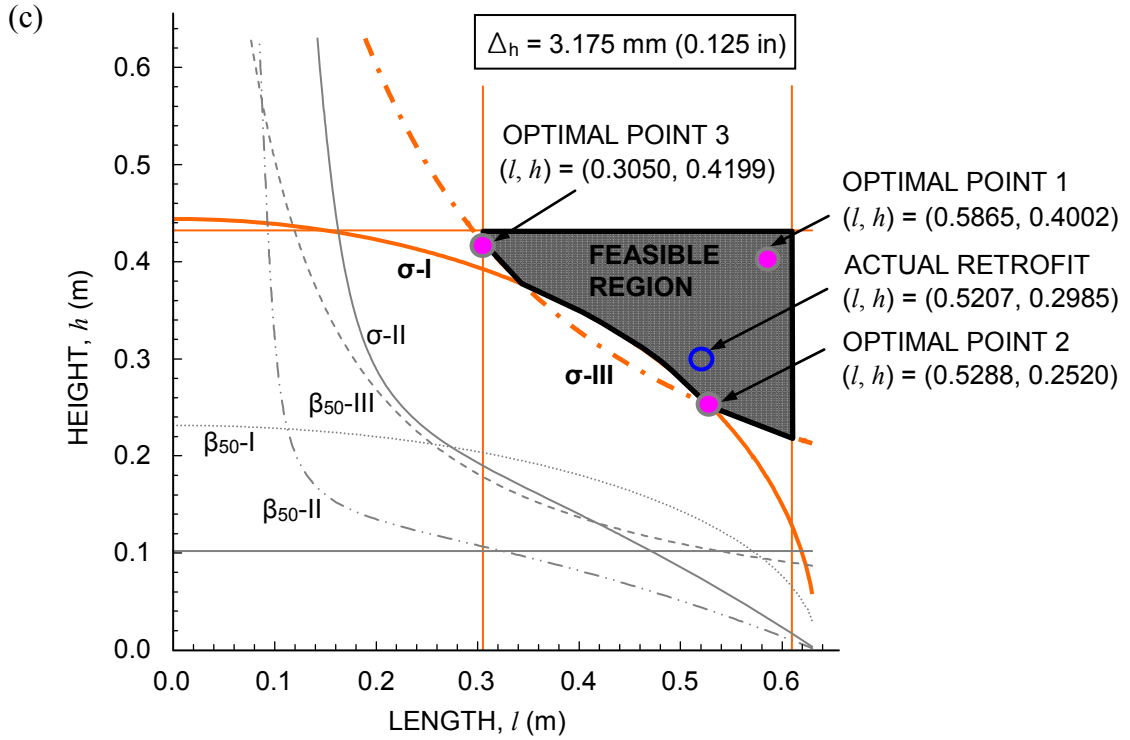 (c)
Δh = 3.175 mm (0.125 in)
OPTIMAL POINT 3
(l, h) = (0.3050, 0.4199)
OPTIMAL POINT 1
(l, h) = (0.5865, 0.4002)
ACTUAL RETROFIT
(l, h) = (0.5207, 0.2985)
OPTIMAL POINT 2
(l, h) = (0.5288, 0.2520)
FEASIBLE
REGION
σ-I
σ-II
σ-III
β50-III
β50-I
β50-II
HEIGHT, h (m)
0.6
0.5
0.4
0.3
0.2
0.1
0.0
0.0 0.1 0.2 0.3 0.4 0.5 0.6
LENGTH, l (m)